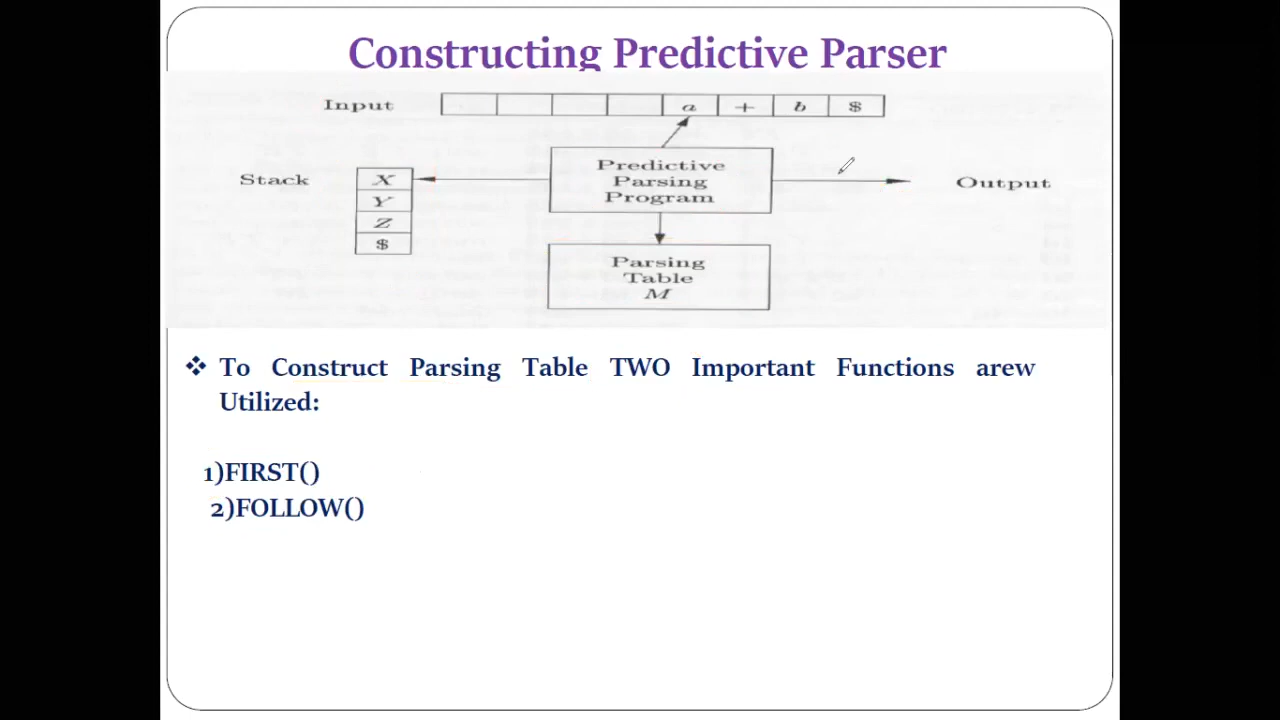 Constructing Predictive Parser
Input a + b $
Stack X Y Z $
Predictive
Parsing
Program
Output
Parsing
Table
M
❖ To Construct Parsing Table TWO Important Functions arew
Utilized:
1)FIRST()
2)FOLLOW()